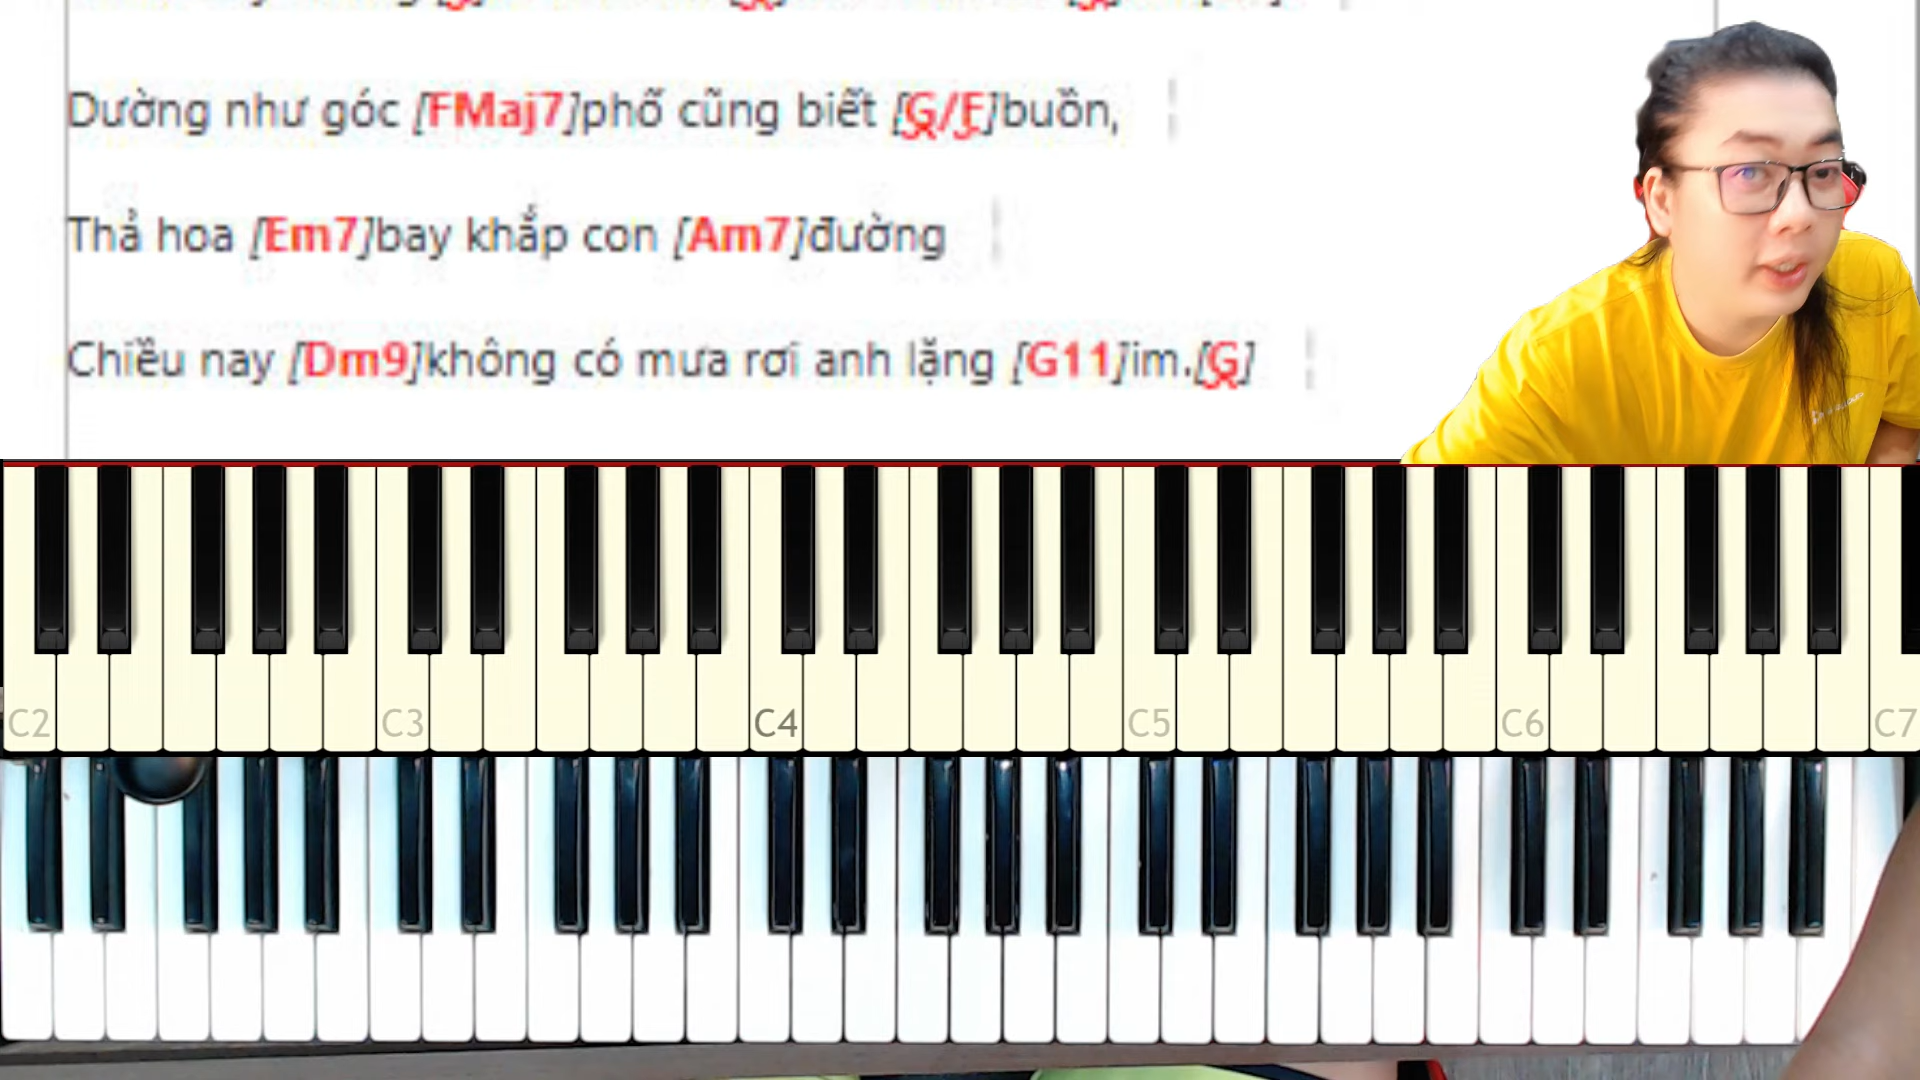 Dường như góc [FMaj7]phố cũng biết [G/F]buồn,
Thả hoa [Em7]bay khắp con [Am7]đường
Chiều nay [Dm9]không có mưa rơi anh lặng [G11]im.[G]
C2 C3 C4 C5 C6 C7